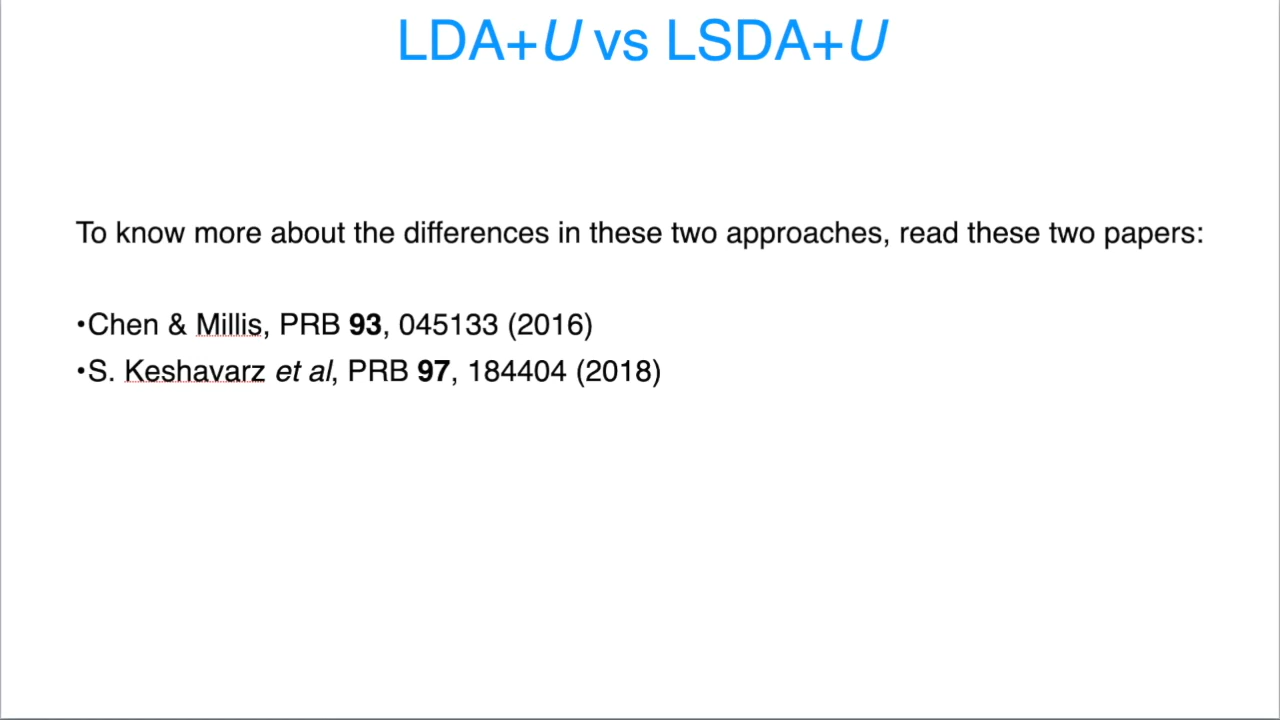 LDA+U vs LSDA+U
To know more about the differences in these two approaches, read these two papers:
•Chen & Millis, PRB 93, 045133 (2016)
•S. Keshavarz et al, PRB 97, 184404 (2018)